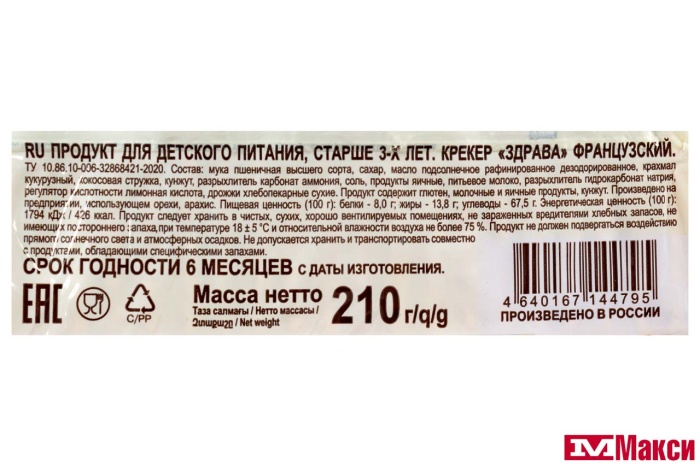 RU ПРОДУКТ ДЛЯ ДЕТСКОГО ПИТАНИЯ, СТАРШЕ 3-Х ЛЕТ. КРЕКЕР «ЗДРАВА» ФРАНЦУЗСКИЙ.
ТУ 10.86.10-006-32868421-2020. Состав: мука пшеничная высшего сорта, сахар, масло подсолнечное рафинированное дезодорированное, крахмал
кукурузный, кокосовая стружка, кунжут, разрыхлитель карбонат аммония, соль, продукты яичные, питьевое молоко, разрыхлитель гидрокарбонат натрия,
регулятор кислотности лимонная кислота, дрожжи хлебопекарные сухие. Содержит глютен, молочные и яичные продукты, кунжут. Произведено на
предприятии, использующем орехи, арахис. Пищевая ценность (100 г): белки - 8,0 г; жиры - 13,8 г; углеводы - 67,5 г. Энергетическая ценность (100 г):
1794 кДж / 426 ккал. Продукт следует хранить в чистых, сухих, хорошо вентилируемых помещениях, не зараженных вредителями хлебных запасов, не
имеющих постороннего запаха, при температуре 18 ± 5 °С и относительной влажности воздуха не более 75 %. Продукт не должен подвергаться воздействию
прямого солнечного света и атмосферных осадков. Не допускается хранить и транспортировать совместно
с продуктами, обладающими специфическими запахами.
СРОК ГОДНОСТИ 6 МЕСЯЦЕВ С ДАТЫ ИЗГОТОВЛЕНИЯ.
EAC
C/PP
Масса нетто
Таза салмағы / Нетто массасы /
Զտաքաշը / Net weight
210 г/q/g
4 640167 144795
ПРОИЗВЕДЕНО В РОССИИ
Макси